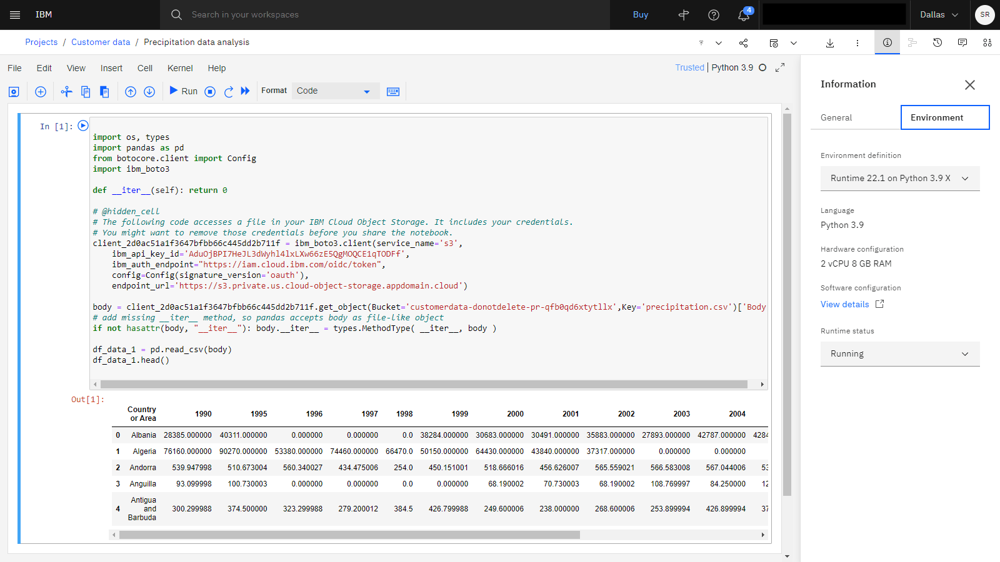 IBM
Search in your workspaces
Buy
4
Dallas
SR
Projects / Customer data / Precipitation data analysis
File Edit View Insert Cell Kernel Help
Trusted | Python 3.9
Run
Format Code
In [1]:
import os, types
import pandas as pd
from botocore.client import Config
import ibm_boto3
def __iter__(self): return 0
# @hidden_cell
# The following code accesses a file in your IBM Cloud Object Storage. It includes your credentials.
# You might want to remove those credentials before you share the notebook.
client_2d0ac51a1f3647bfbb66c445dd2b711f = ibm_boto3.client(service_name='s3',
ibm_api_key_id='AduOjBPI7HeJL3dWyhl4lxLXw66zE5QgMOQCE1qTODFf',
ibm_auth_endpoint="https://iam.cloud.ibm.com/oidc/token",
config=Config(signature_version='oauth'),
endpoint_url='https://s3.private.us.cloud-object-storage.appdomain.cloud')
body = client_2d0ac51a1f3647bfbb66c445dd2b711f.get_object(Bucket='customerdata-donotdelete-pr-qfb0qd6xtytllx',Key='precipitation.csv')['Body
# add missing __iter__ method, so pandas accepts body as file-like object
if not hasattr(body, "__iter__"): body.__iter__ = types.MethodType( __iter__, body )
df_data_1 = pd.read_csv(body)
df_data_1.head()
Out[1]:
Country or Area 1990 1995 1996 1997 1998 1999 2000 2001 2002 2003 2004
0 Albania 28385.000000 40311.000000 0.000000 0.000000 0.0 38284.000000 30683.000000 30491.000000 35883.000000 27893.000000 42787.000000 4284
1 Algeria 76160.000000 90270.000000 53380.000000 74460.000000 66470.0 50150.000000 64430.000000 43840.000000 37317.000000 0.000000 0.000000
2 Andorra 539.947998 510.673004 560.340027 434.475006 254.0 450.151001 518.666016 456.626007 565.559021 566.583008 567.044006 53
3 Anguilla 93.099998 100.730003 0.000000 0.000000 0.0 0.000000 68.190002 70.730003 68.190002 108.769997 84.250000 12
4 Antigua and Barbuda 300.299988 374.500000 323.299988 279.200012 384.5 426.799988 249.600006 238.000000 268.600006 253.899994 426.899994 37
Information
General
Environment
Environment definition
Runtime 22.1 on Python 3.9 X
Language
Python 3.9
Hardware configuration
2 vCPU 8 GB RAM
Software configuration
View details
Runtime status
Running